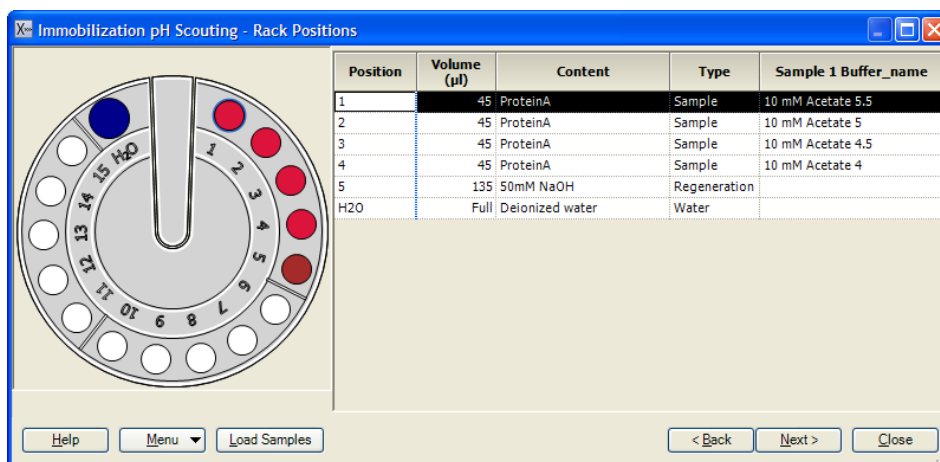 Immobilization pH Scouting - Rack Positions
Position Volume (µl) Content Type Sample 1 Buffer_name
1 45 ProteinA Sample 10 mM Acetate 5.5
2 45 ProteinA Sample 10 mM Acetate 5
3 45 ProteinA Sample 10 mM Acetate 4.5
4 45 ProteinA Sample 10 mM Acetate 4
5 135 50mM NaOH Regeneration
H2O Full Deionized water Water
H₂O
1
2
3
4
5
6
7
8
9
10
11
12
13
14
15
Help Menu Load Samples < Back Next > Close